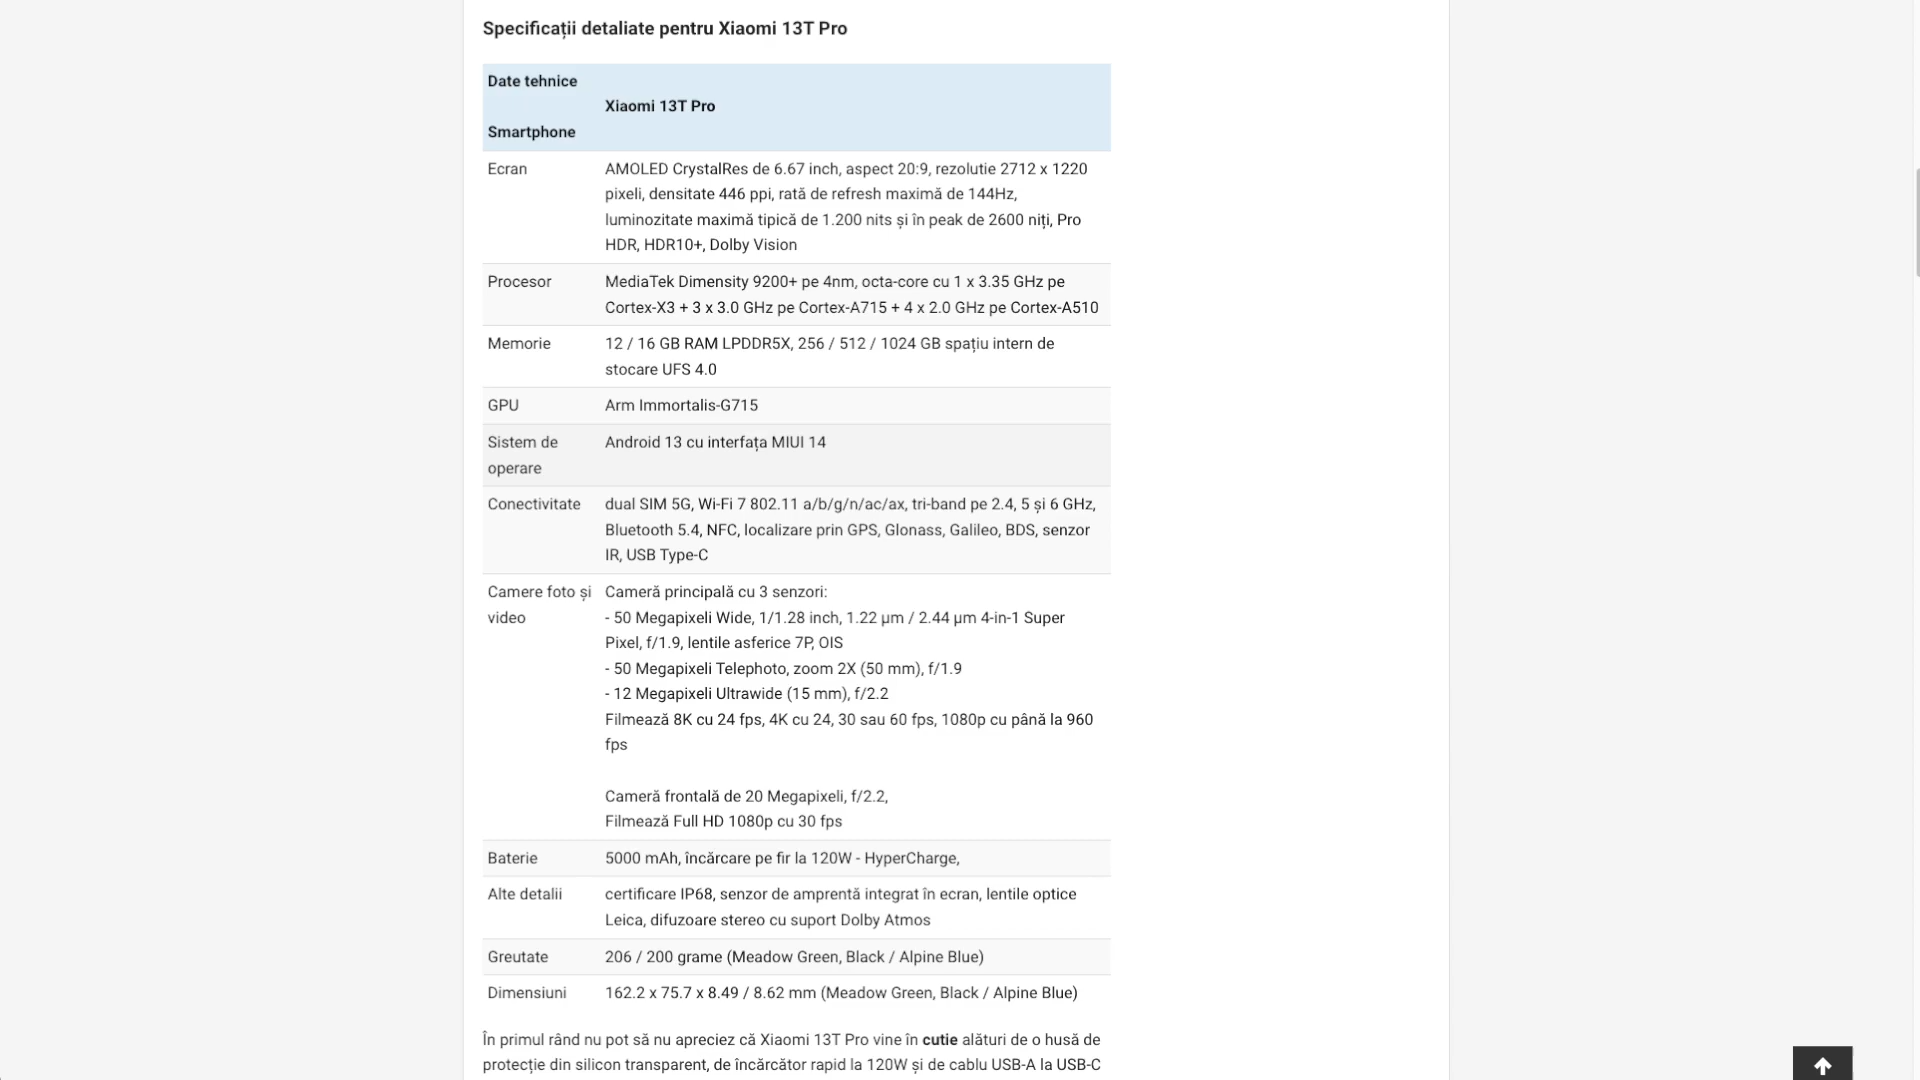 Specificații detaliate pentru Xiaomi 13T Pro
Date tehnice
Xiaomi 13T Pro
Smartphone
Ecran AMOLED CrystalRes de 6.67 inch, aspect 20:9, rezolutie 2712 x 1220
pixeli, densitate 446 ppi, rată de refresh maximă de 144Hz,
luminozitate maximă tipică de 1.200 nits și în peak de 2600 niți, Pro
HDR, HDR10+, Dolby Vision
Procesor MediaTek Dimensity 9200+ pe 4nm, octa-core cu 1 x 3.35 GHz pe
Cortex-X3 + 3 x 3.0 GHz pe Cortex-A715 + 4 x 2.0 GHz pe Cortex-A510
Memorie 12 / 16 GB RAM LPDDR5X, 256 / 512 / 1024 GB spațiu intern de
stocare UFS 4.0
GPU Arm Immortalis-G715
Sistem de Android 13 cu interfața MIUI 14
operare
Conectivitate dual SIM 5G, Wi-Fi 7 802.11 a/b/g/n/ac/ax, tri-band pe 2.4, 5 și 6 GHz,
Bluetooth 5.4, NFC, localizare prin GPS, Glonass, Galileo, BDS, senzor
IR, USB Type-C
Camere foto și Cameră principală cu 3 senzori:
video - 50 Megapixeli Wide, 1/1.28 inch, 1.22 μm / 2.44 μm 4-in-1 Super
Pixel, f/1.9, lentile asferice 7P, OIS
- 50 Megapixeli Telephoto, zoom 2X (50 mm), f/1.9
- 12 Megapixeli Ultrawide (15 mm), f/2.2
Filmează 8K cu 24 fps, 4K cu 24, 30 sau 60 fps, 1080p cu până la 960
fps
Cameră frontală de 20 Megapixeli, f/2.2,
Filmează Full HD 1080p cu 30 fps
Baterie 5000 mAh, încărcare pe fir la 120W - HyperCharge,
Alte detalii certificare IP68, senzor de amprentă integrat în ecran, lentile optice
Leica, difuzoare stereo cu suport Dolby Atmos
Greutate 206 / 200 grame (Meadow Green, Black / Alpine Blue)
Dimensiuni 162.2 x 75.7 x 8.49 / 8.62 mm (Meadow Green, Black / Alpine Blue)
În primul rând nu pot să nu apreciez că Xiaomi 13T Pro vine în cutie alături de o husă de
protecție din silicon transparent, de încărcător rapid la 120W și de cablu USB-A la USB-C